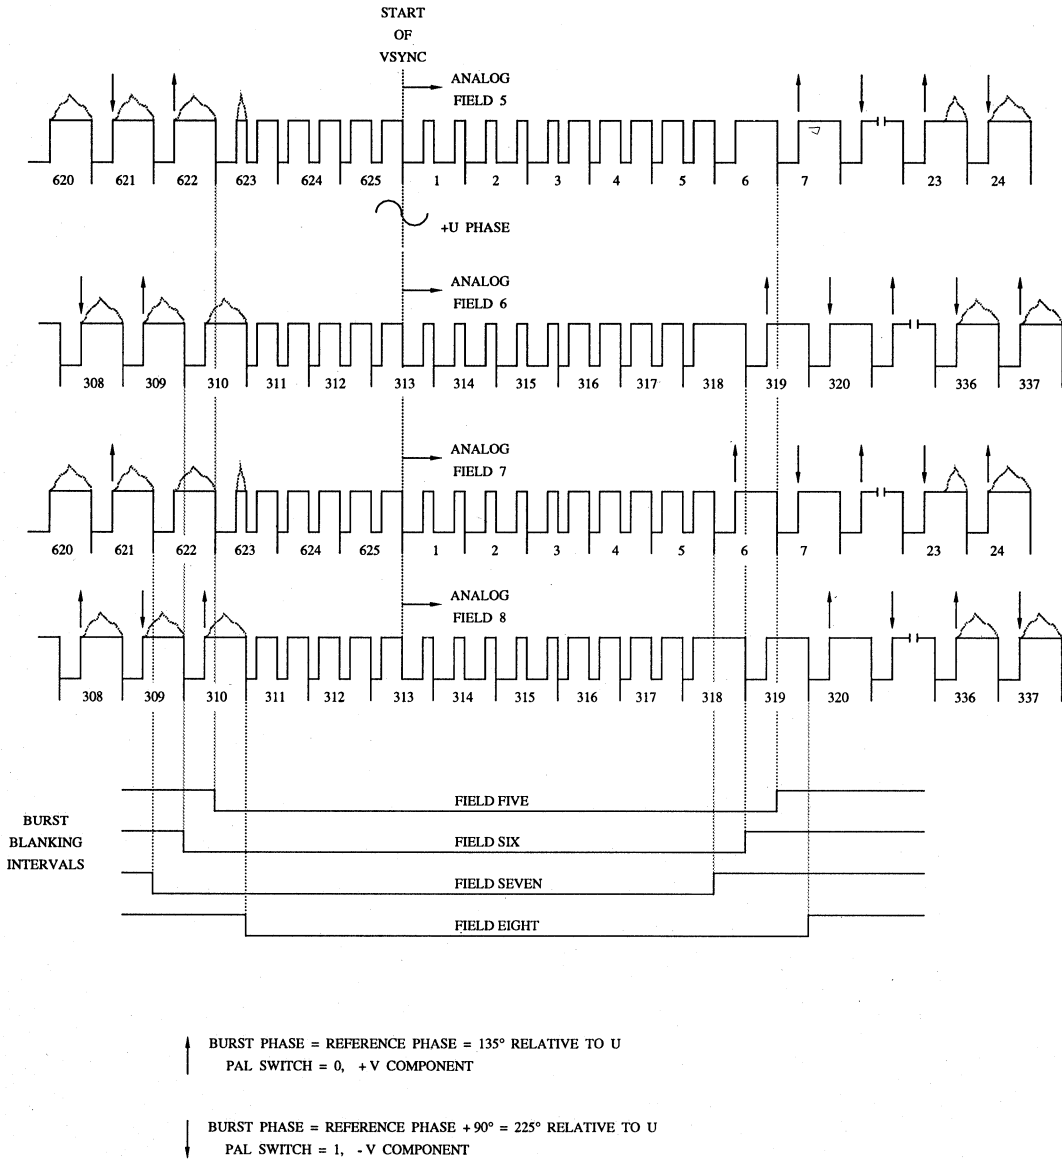 START
OF
VSYNC
ANALOG
FIELD 5
620 621 622 623 624 625 1 2 3 4 5 6 7 23 24
+U PHASE
ANALOG
FIELD 6
308 309 310 311 312 313 314 315 316 317 318 319 320 336 337
ANALOG
FIELD 7
620 621 622 623 624 625 1 2 3 4 5 6 7 23 24
ANALOG
FIELD 8
308 309 310 311 312 313 314 315 316 317 318 319 320 336 337
BURST
BLANKING
INTERVALS
FIELD FIVE
FIELD SIX
FIELD SEVEN
FIELD EIGHT
BURST PHASE = REFERENCE PHASE = 135° RELATIVE TO U
PAL SWITCH = 0, + V COMPONENT
BURST PHASE = REFERENCE PHASE + 90° = 225° RELATIVE TO U
PAL SWITCH = 1, - V COMPONENT